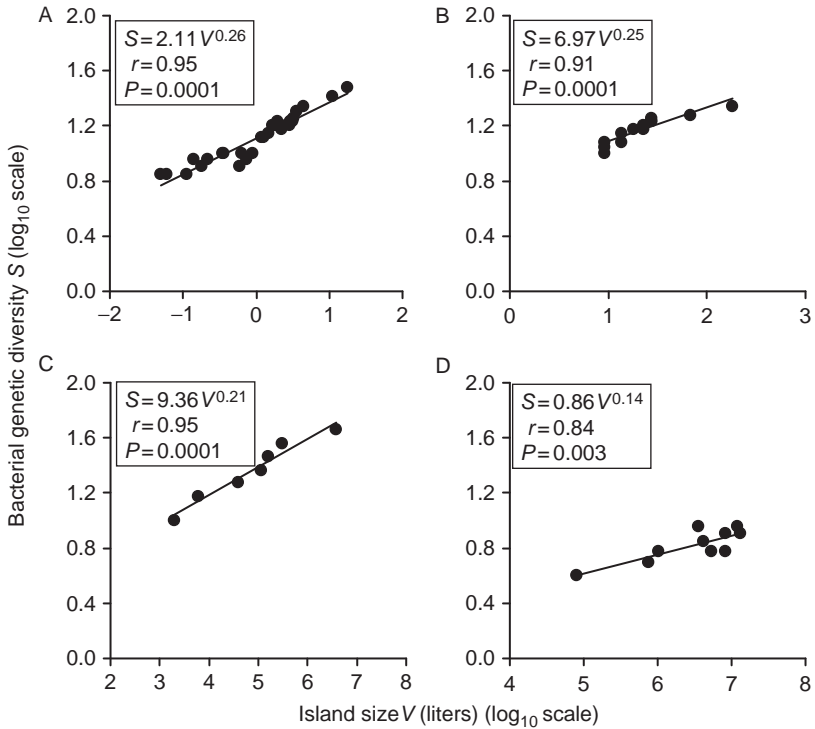 A
2.0
1.6
1.2
0.8
0.4
0.0
S=2.11V^0.26
r=0.95
P=0.0001
−2 −1 0 1 2
B
2.0
1.6
1.2
0.8
0.4
0.0
S=6.97V^0.25
r=0.91
P=0.0001
0 1 2 3
Bacterial genetic diversity S (log10 scale)
C
2.0
1.6
1.2
0.8
0.4
0.0
S=9.36V^0.21
r=0.95
P=0.0001
2 3 4 5 6 7 8
D
2.0
1.6
1.2
0.8
0.4
0.0
S=0.86V^0.14
r=0.84
P=0.003
4 5 6 7 8
Island size V (liters) (log10 scale)